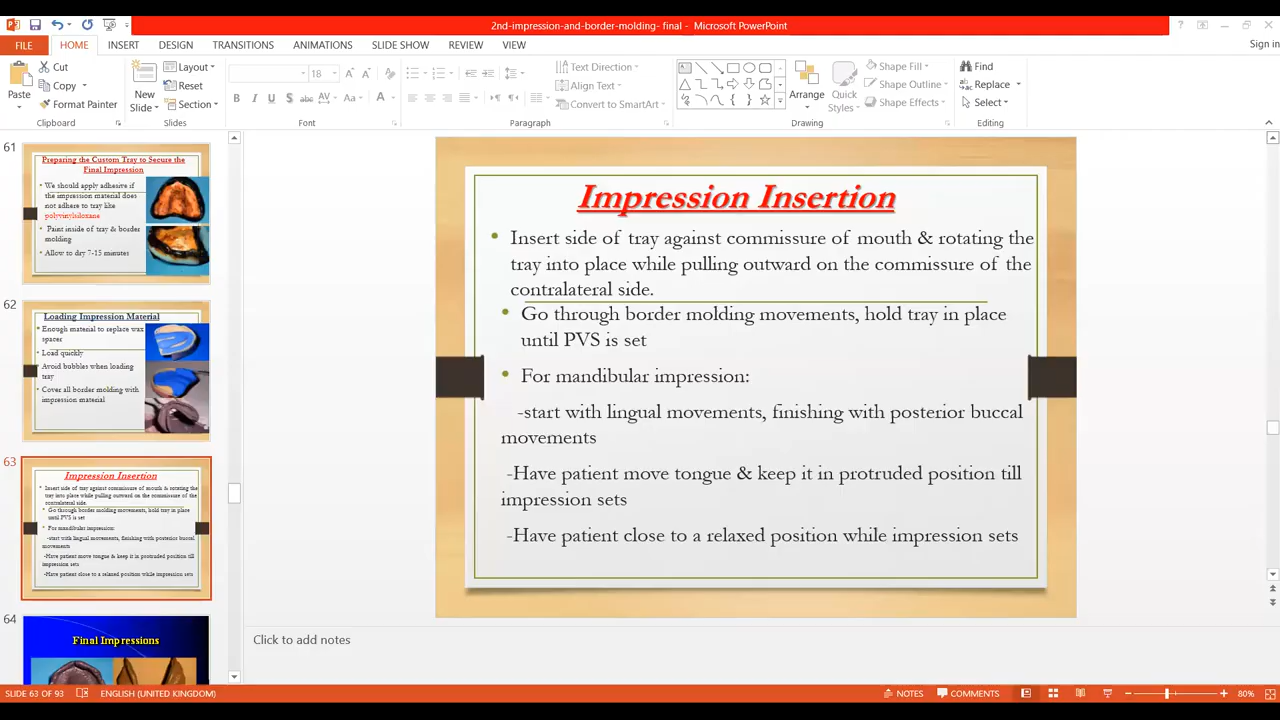 2nd-impression-and-border-molding- final - Microsoft PowerPoint
? 
FILE HOME INSERT DESIGN TRANSITIONS ANIMATIONS SLIDE SHOW REVIEW VIEW Sign in
Paste
Cut
Copy
Format Painter
Clipboard
New
Slide
Layout
Reset
Section
Slides
18
B I U S abc AV Aa A
Font
Text Direction
Align Text
Convert to SmartArt
Paragraph
Arrange
Quick
Styles
Shape Fill
Shape Outline
Shape Effects
Drawing
Find
Replace
Select
Editing
61
Preparing the Custom Tray to Secure the
Final Impression
• We should apply adhesive if
the impression material does
not adhere to tray like
polyvinylsiloxane
• Paint inside of tray & border
molding
• Allow to dry 7-15 minutes
62
Loading Impression Material
• Enough material to replace wax
spacer
• Load quickly
• Avoid bubbles when loading
tray
• Cover all border molding with
impression material
63
Impression Insertion
• Insert side of tray against commissure of mouth & rotating the
tray into place while pulling outward on the commissure of the
contralateral side.
• Go through border molding movements, hold tray in place
until PVS is set
• For mandibular impression:
-start with lingual movements, finishing with posterior buccal
movements
-Have patient move tongue & keep it in protruded position till
impression sets
-Have patient close to a relaxed position while impression sets
64
Final Impressions
Impression Insertion
• Insert side of tray against commissure of mouth & rotating the
tray into place while pulling outward on the commissure of the
contralateral side.
• Go through border molding movements, hold tray in place
until PVS is set
• For mandibular impression:
-start with lingual movements, finishing with posterior buccal
movements
-Have patient move tongue & keep it in protruded position till
impression sets
-Have patient close to a relaxed position while impression sets
Click to add notes
SLIDE 63 OF 93 ENGLISH (UNITED KINGDOM) NOTES COMMENTS 80%